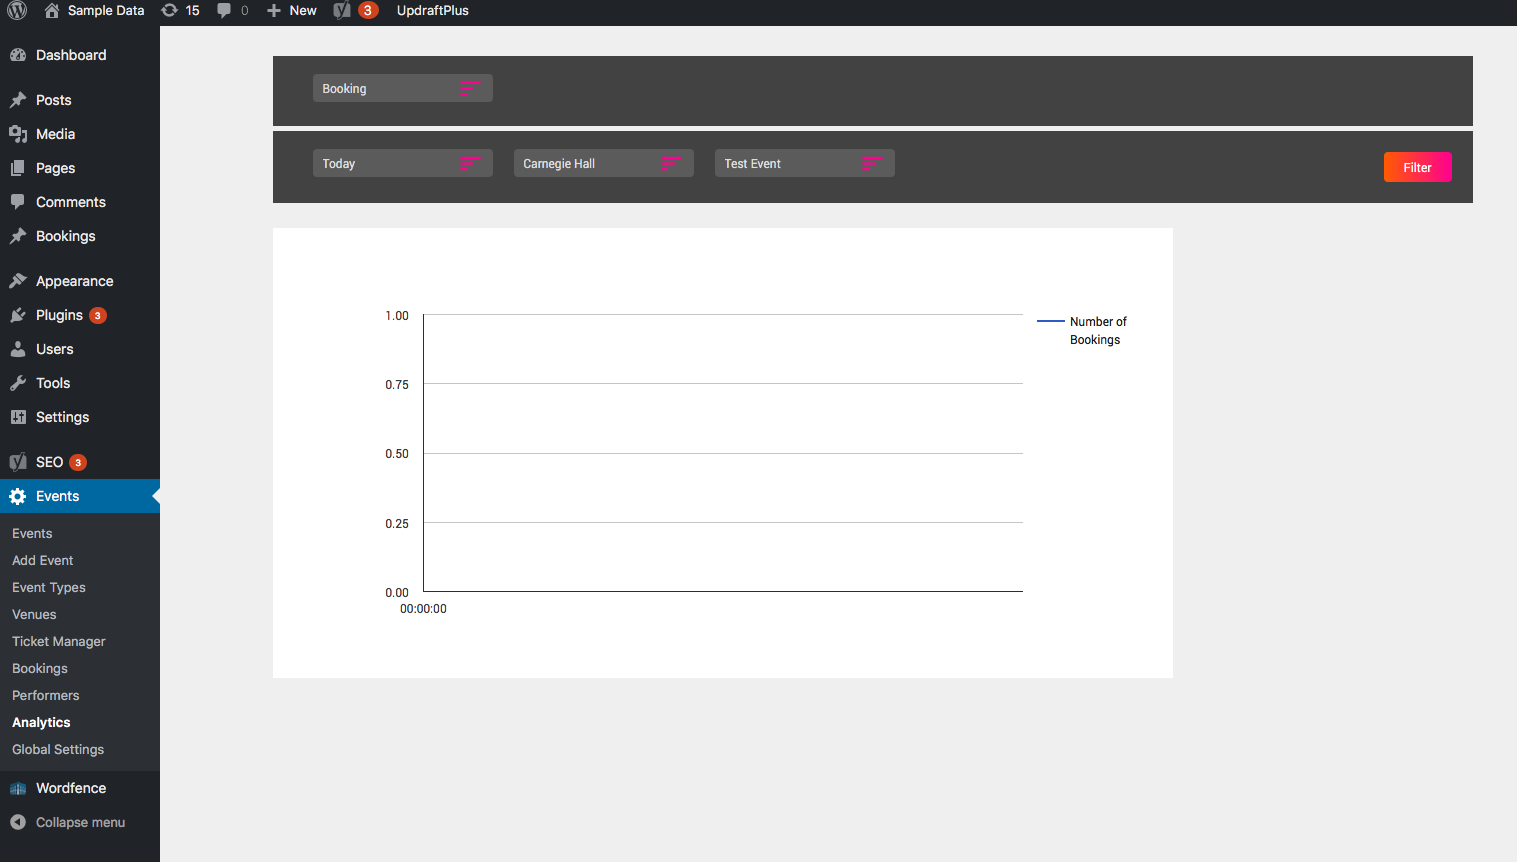 Sample Data 15 0 New 3 UpdraftPlus
Dashboard
Posts
Media
Pages
Comments
Bookings
Appearance
Plugins 3
Users
Tools
Settings
SEO 3
Events
Events
Add Event
Event Types
Venues
Ticket Manager
Bookings
Performers
Analytics
Global Settings
Wordfence
Collapse menu
Booking
Today Carnegie Hall Test Event Filter
1.00
0.75
0.50
0.25
0.00
00:00:00
Number of
Bookings